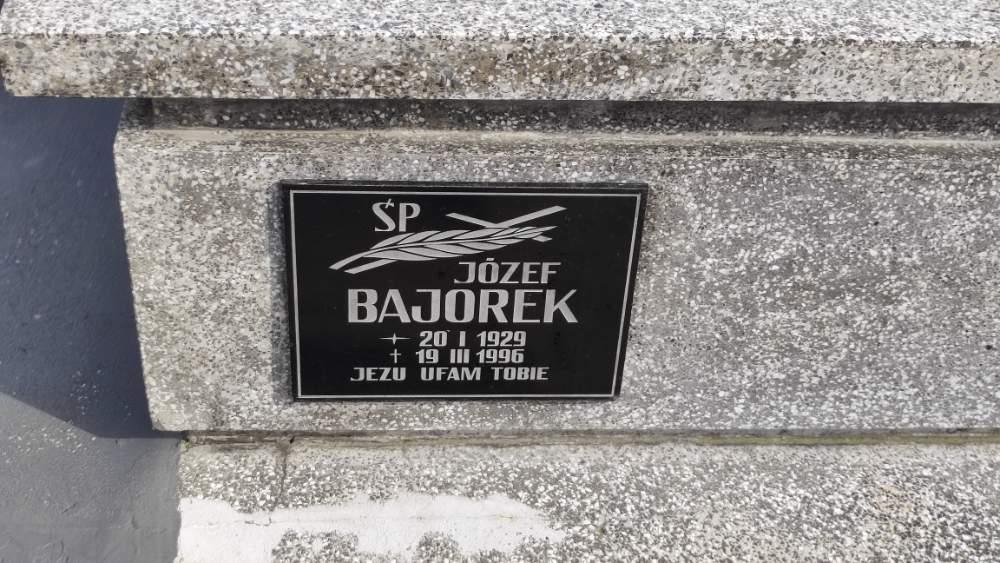 ŚP
JÓZEF
BAJOREK
20 I 1929
† 19 III 1996
JEZU UFAM TOBIE